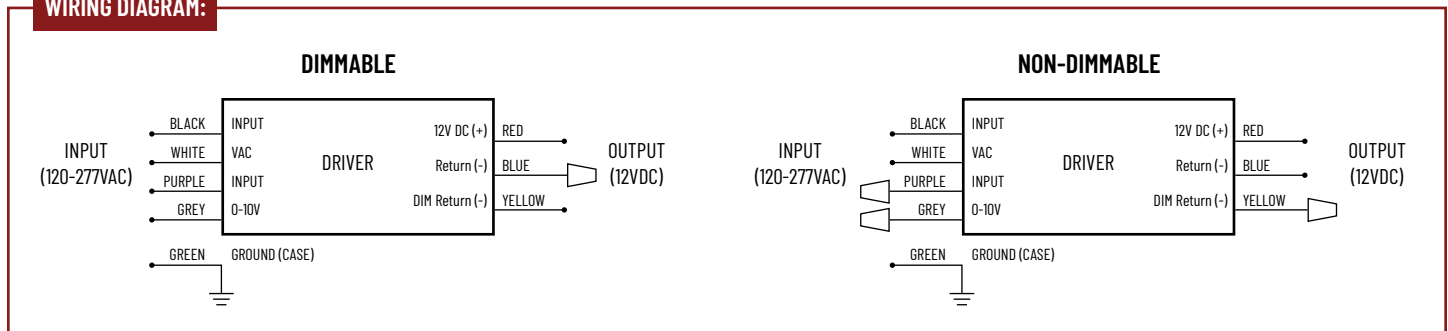 WIRING DIAGRAM:
DIMMABLE
INPUT
(120-277VAC)
BLACK
WHITE
PURPLE
GREY
GREEN
INPUT
VAC
INPUT
0-10V
GROUND (CASE)
DRIVER
12V DC (+)
Return (-)
DIM Return (-)
RED
BLUE
YELLOW
OUTPUT
(12VDC)
NON-DIMMABLE
INPUT
(120-277VAC)
BLACK
WHITE
PURPLE
GREY
GREEN
INPUT
VAC
INPUT
0-10V
GROUND (CASE)
DRIVER
12V DC (+)
Return (-)
DIM Return (-)
RED
BLUE
YELLOW
OUTPUT
(12VDC)